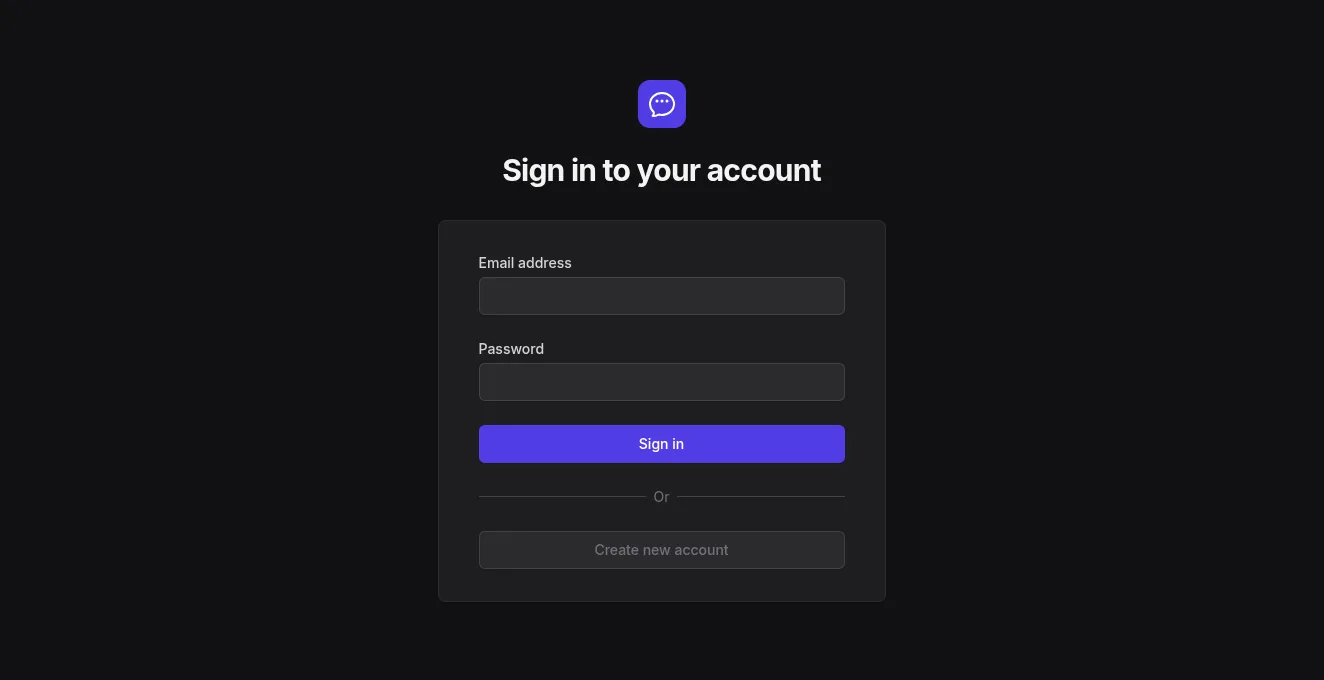 Sign in to your account
Email address
Password
Sign in
Or
Create new account